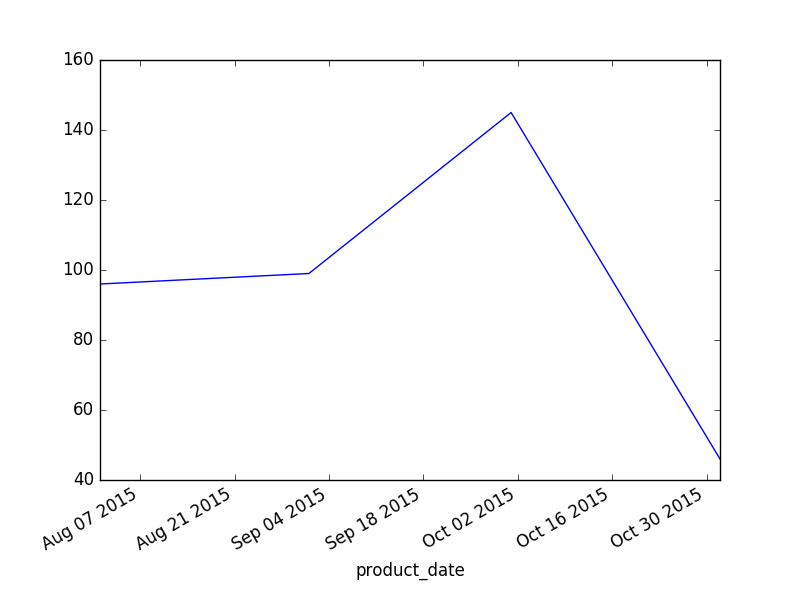 160
140
120
100
80
60
40
Aug 07 2015
Aug 21 2015
Sep 04 2015
Sep 18 2015
Oct 02 2015
Oct 16 2015
Oct 30 2015
product_date